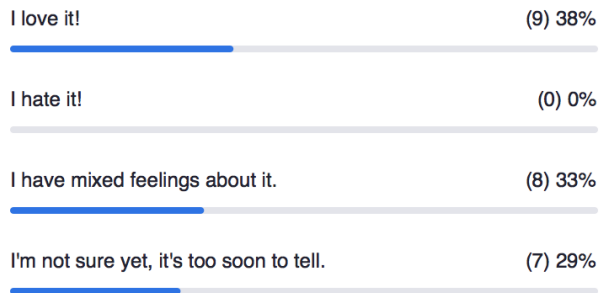 I love it! (9) 38%
I hate it! (0) 0%
I have mixed feelings about it. (8) 33%
I'm not sure yet, it's too soon to tell. (7) 29%